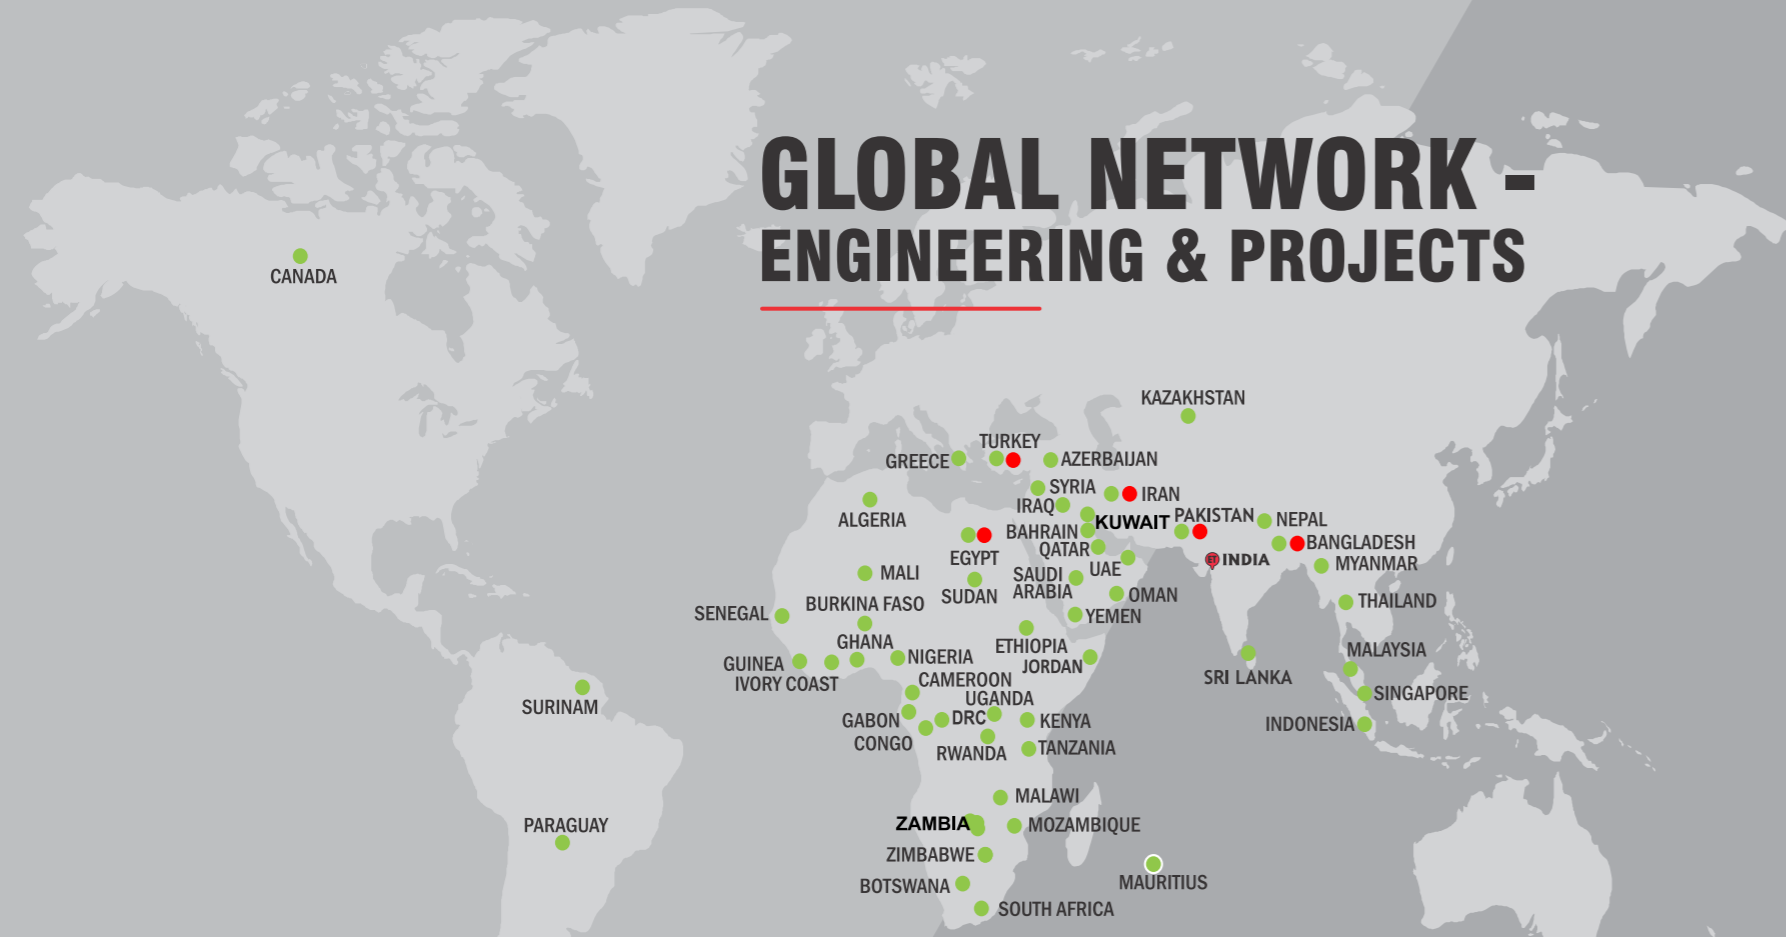 GLOBAL NETWORK -
ENGINEERING & PROJECTS
CANADA
KAZAKHSTAN
TURKEY
GREECE
AZERBAIJAN
SYRIA
IRAN
IRAQ
ALGERIA
KUWAIT
PAKISTAN
NEPAL
BAHRAIN
BANGLADESH
QATAR
EGYPT
ET
INDIA
MYANMAR
MALI
UAE
SAUDI
ARABIA
SUDAN
OMAN
THAILAND
BURKINA FASO
SENEGAL
YEMEN
GHANA
ETHIOPIA
MALAYSIA
NIGERIA
GUINEA
JORDAN
IVORY COAST
CAMEROON
SRI LANKA
SINGAPORE
UGANDA
SURINAM
GABON
DRC
KENYA
INDONESIA
CONGO
RWANDA
TANZANIA
MALAWI
PARAGUAY
ZAMBIA
MOZAMBIQUE
ZIMBABWE
MAURITIUS
BOTSWANA
SOUTH AFRICA